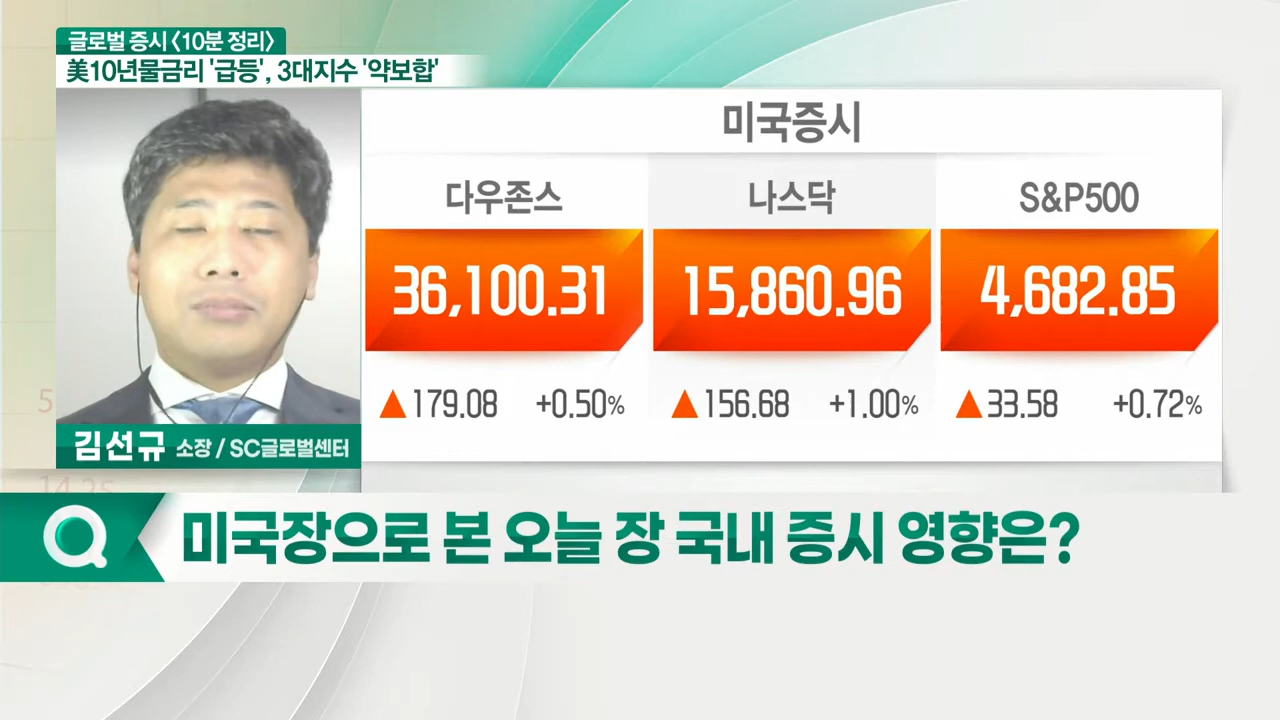 글로벌 증시 <10분 정리>
美10년물금리 '급등', 3대지수 '약보합'
미국증시
다우존스 나스닥 S&P500
36,100.31 15,860.96 4,682.85
▲179.08 +0.50% ▲156.68 +1.00% ▲33.58 +0.72%
김선규 소장 / SC글로벌센터
5
14.35
Q 미국장으로 본 오늘 장 국내 증시 영향은?